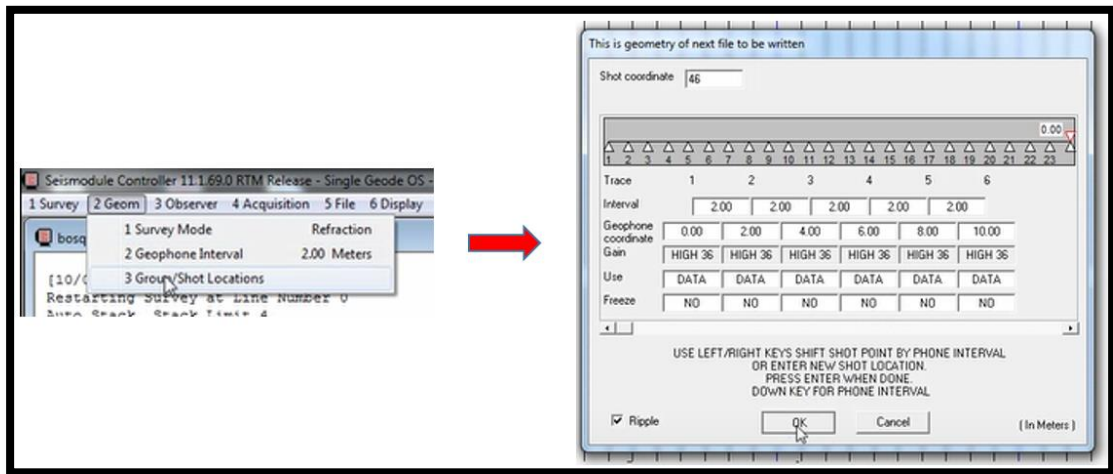 Seismodule Controller 11.1.69.0 RTM Release - Single Geode OS -
1 Survey 2 Geom 3 Observer 4 Acquisition 5 File 6 Display
bosq
1 Survey Mode Refraction
2 Geophone Interval 2.00 Meters
3 Group/Shot Locations
[10/
Restarting Survey at Line Number 0
Auto Stack, Stack Limit 4
This is geometry of next file to be written
Shot coordinate 46
0.00
1 2 3 4 5 6 7 8 9 10 11 12 13 14 15 16 17 18 19 20 21 22 23
Trace 1 2 3 4 5 6
Interval 2.00 2.00 2.00 2.00 2.00
Geophone
coordinate 0.00 2.00 4.00 6.00 8.00 10.00
Gain HIGH 36 HIGH 36 HIGH 36 HIGH 36 HIGH 36 HIGH 36
Use DATA DATA DATA DATA DATA DATA
Freeze NO NO NO NO NO NO
USE LEFT/RIGHT KEYS SHIFT SHOT POINT BY PHONE INTERVAL
OR ENTER NEW SHOT LOCATION.
PRESS ENTER WHEN DONE.
DOWN KEY FOR PHONE INTERVAL
Ripple OK Cancel ( In Meters )